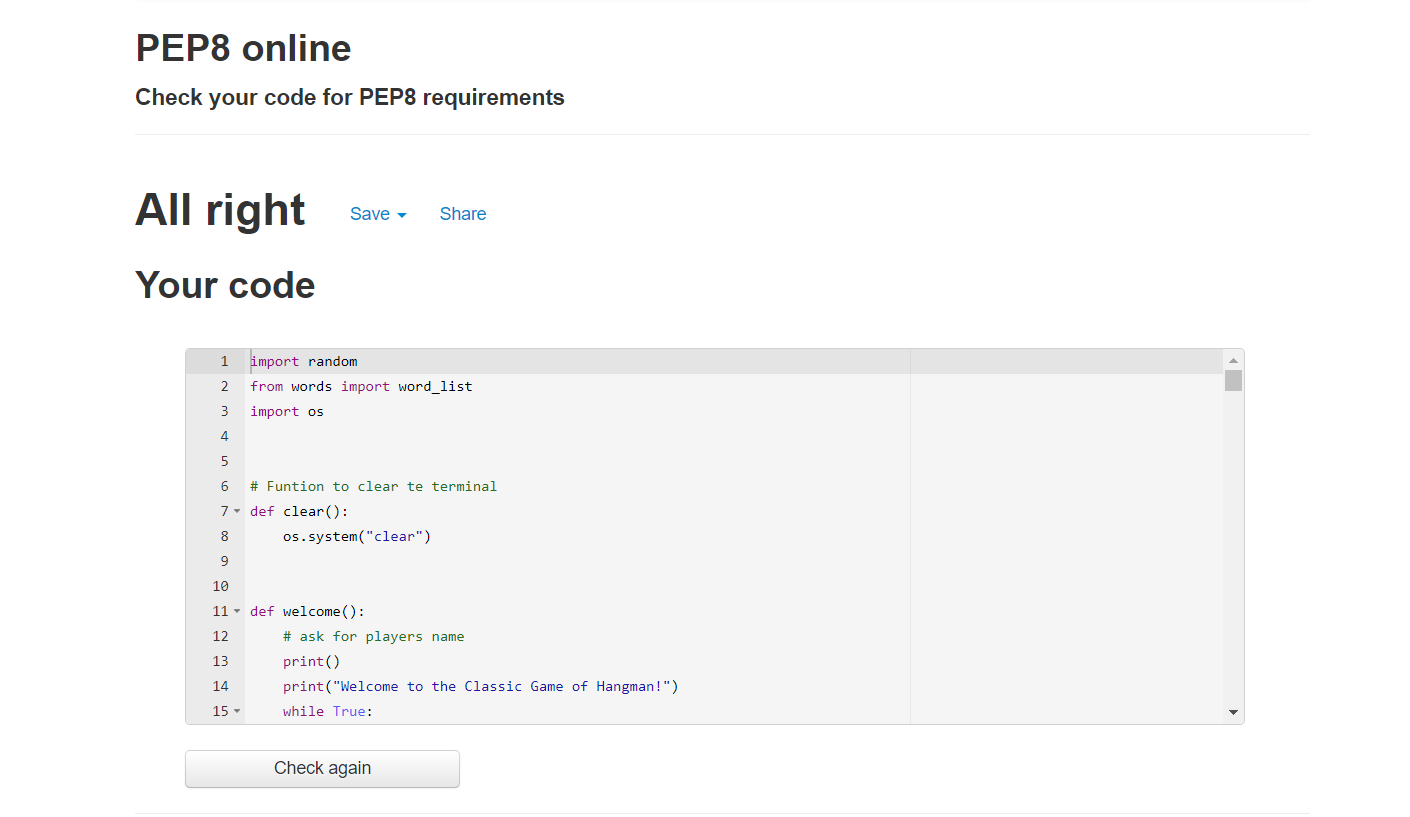 PEP8 online
Check your code for PEP8 requirements
All right Save Share
Your code
1 import random
2 from words import word_list
3 import os
4
5
6 # Funtion to clear te terminal
7 def clear():
8     os.system("clear")
9
10
11 def welcome():
12     # ask for players name
13     print()
14     print("Welcome to the Classic Game of Hangman!")
15     while True:
Check again